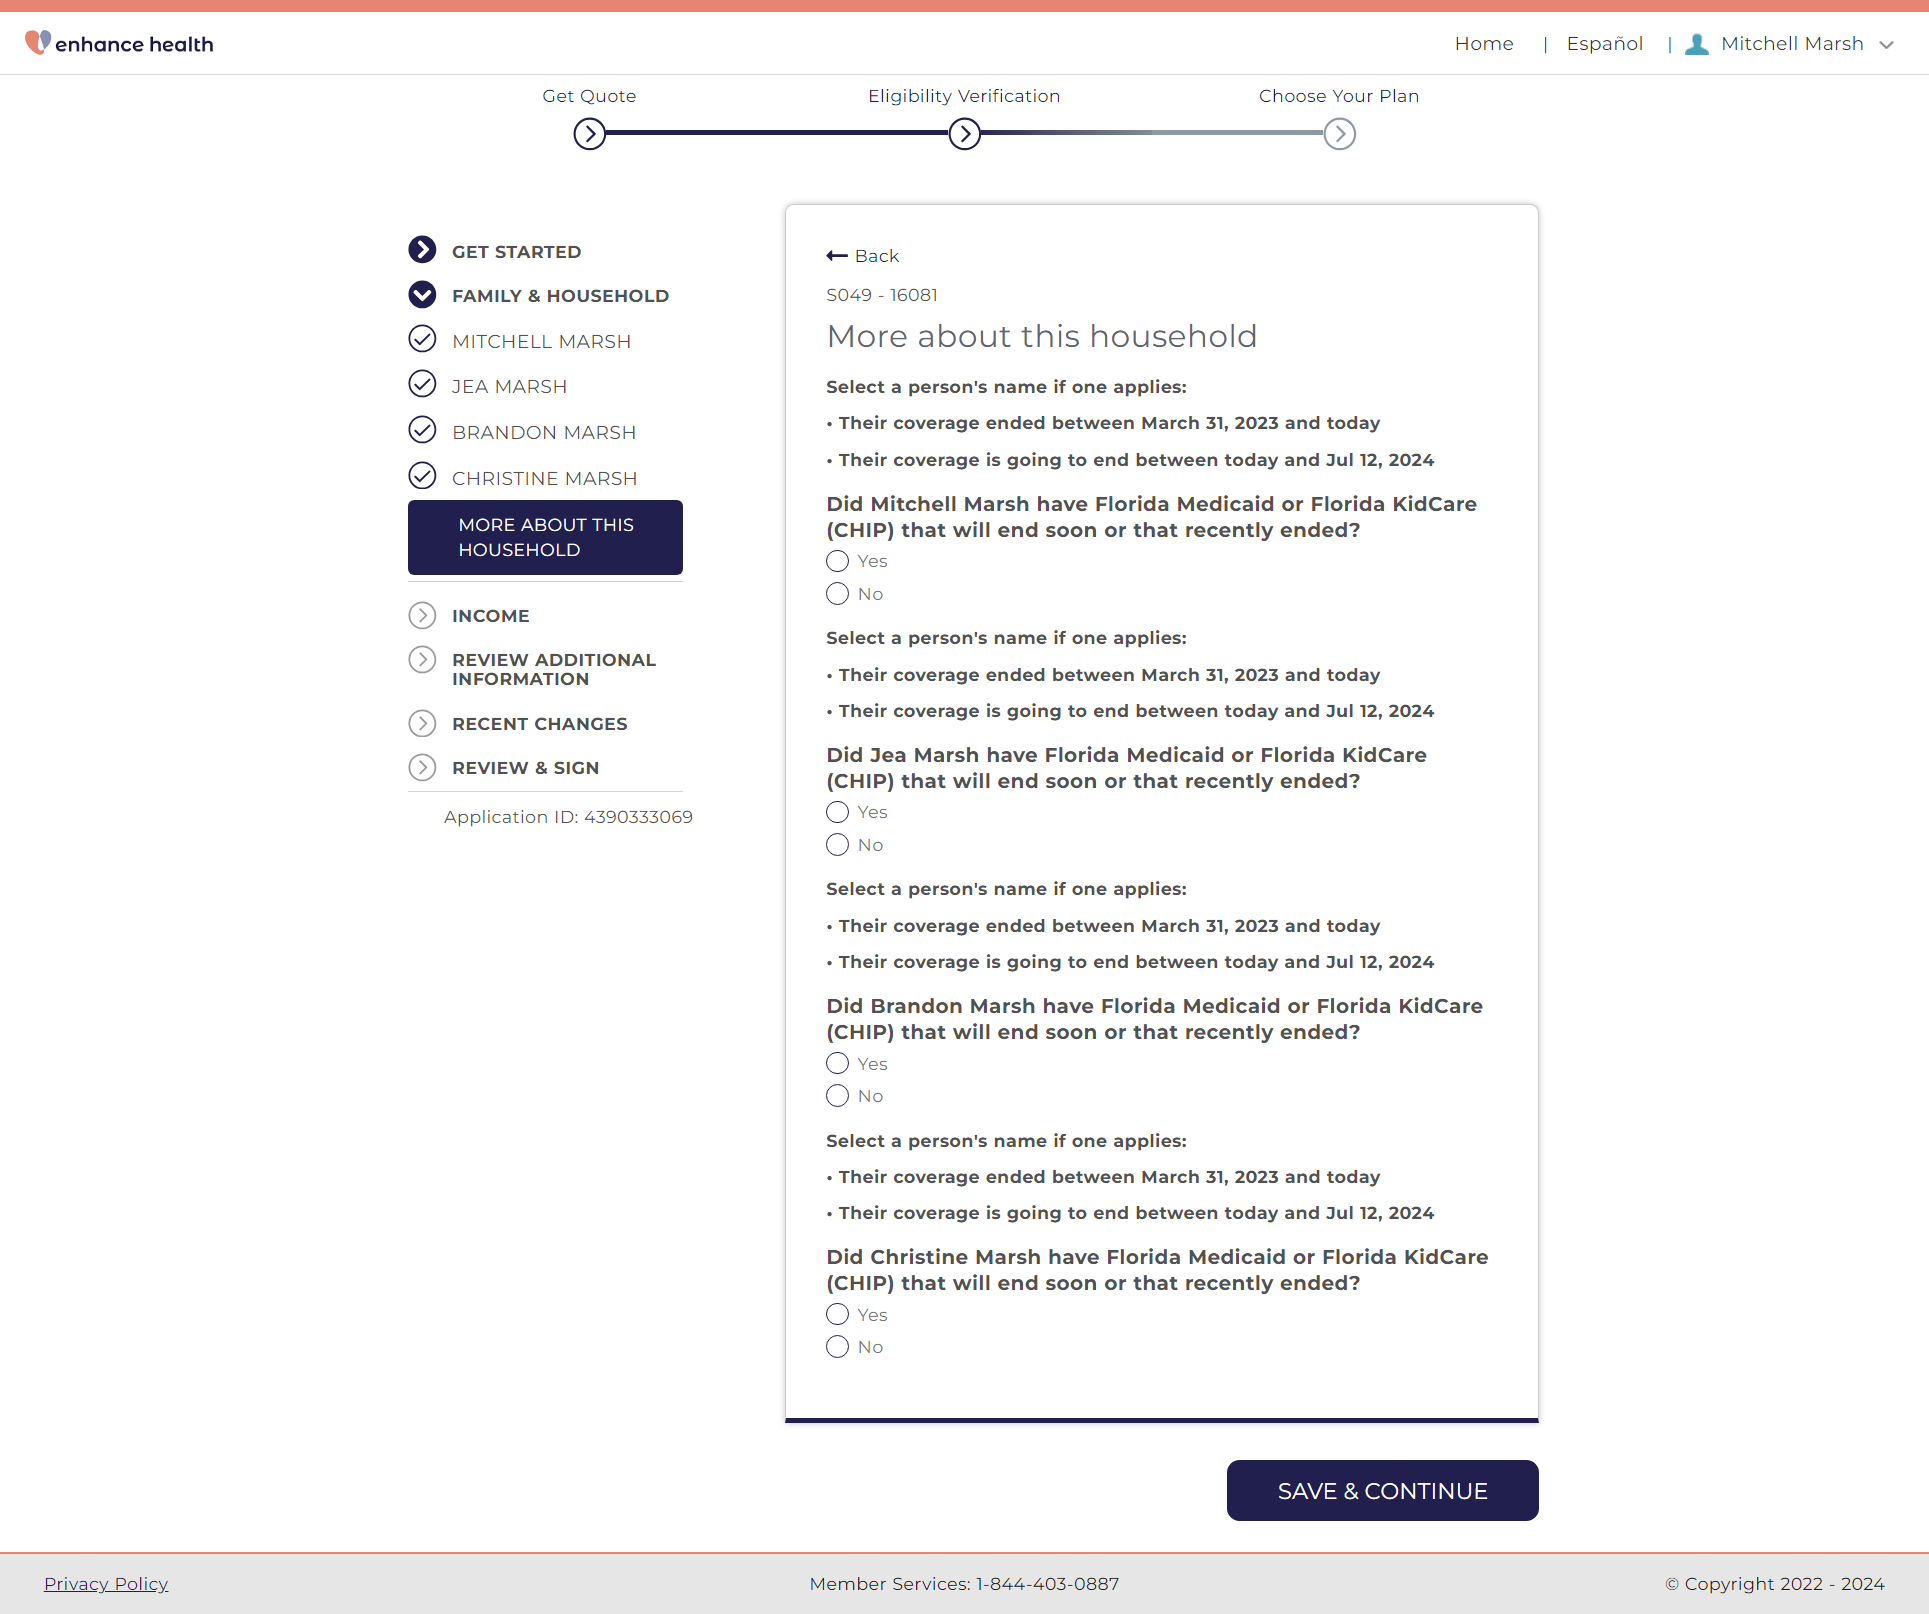 enhance health
Home | Español | Mitchell Marsh
Get Quote
Eligibility Verification
Choose Your Plan
GET STARTED
FAMILY & HOUSEHOLD
MITCHELL MARSH
JEA MARSH
BRANDON MARSH
CHRISTINE MARSH
MORE ABOUT THIS
HOUSEHOLD
INCOME
REVIEW ADDITIONAL
INFORMATION
RECENT CHANGES
REVIEW & SIGN
Application ID: 4390333069
Back
S049 - 16081
More about this household
Select a person's name if one applies:
• Their coverage ended between March 31, 2023 and today
• Their coverage is going to end between today and Jul 12, 2024
Did Mitchell Marsh have Florida Medicaid or Florida KidCare
(CHIP) that will end soon or that recently ended?
Yes
No
Select a person's name if one applies:
• Their coverage ended between March 31, 2023 and today
• Their coverage is going to end between today and Jul 12, 2024
Did Jea Marsh have Florida Medicaid or Florida KidCare
(CHIP) that will end soon or that recently ended?
Yes
No
Select a person's name if one applies:
• Their coverage ended between March 31, 2023 and today
• Their coverage is going to end between today and Jul 12, 2024
Did Brandon Marsh have Florida Medicaid or Florida KidCare
(CHIP) that will end soon or that recently ended?
Yes
No
Select a person's name if one applies:
• Their coverage ended between March 31, 2023 and today
• Their coverage is going to end between today and Jul 12, 2024
Did Christine Marsh have Florida Medicaid or Florida KidCare
(CHIP) that will end soon or that recently ended?
Yes
No
SAVE & CONTINUE
Privacy Policy
Member Services: 1-844-403-0887
© Copyright 2022 - 2024